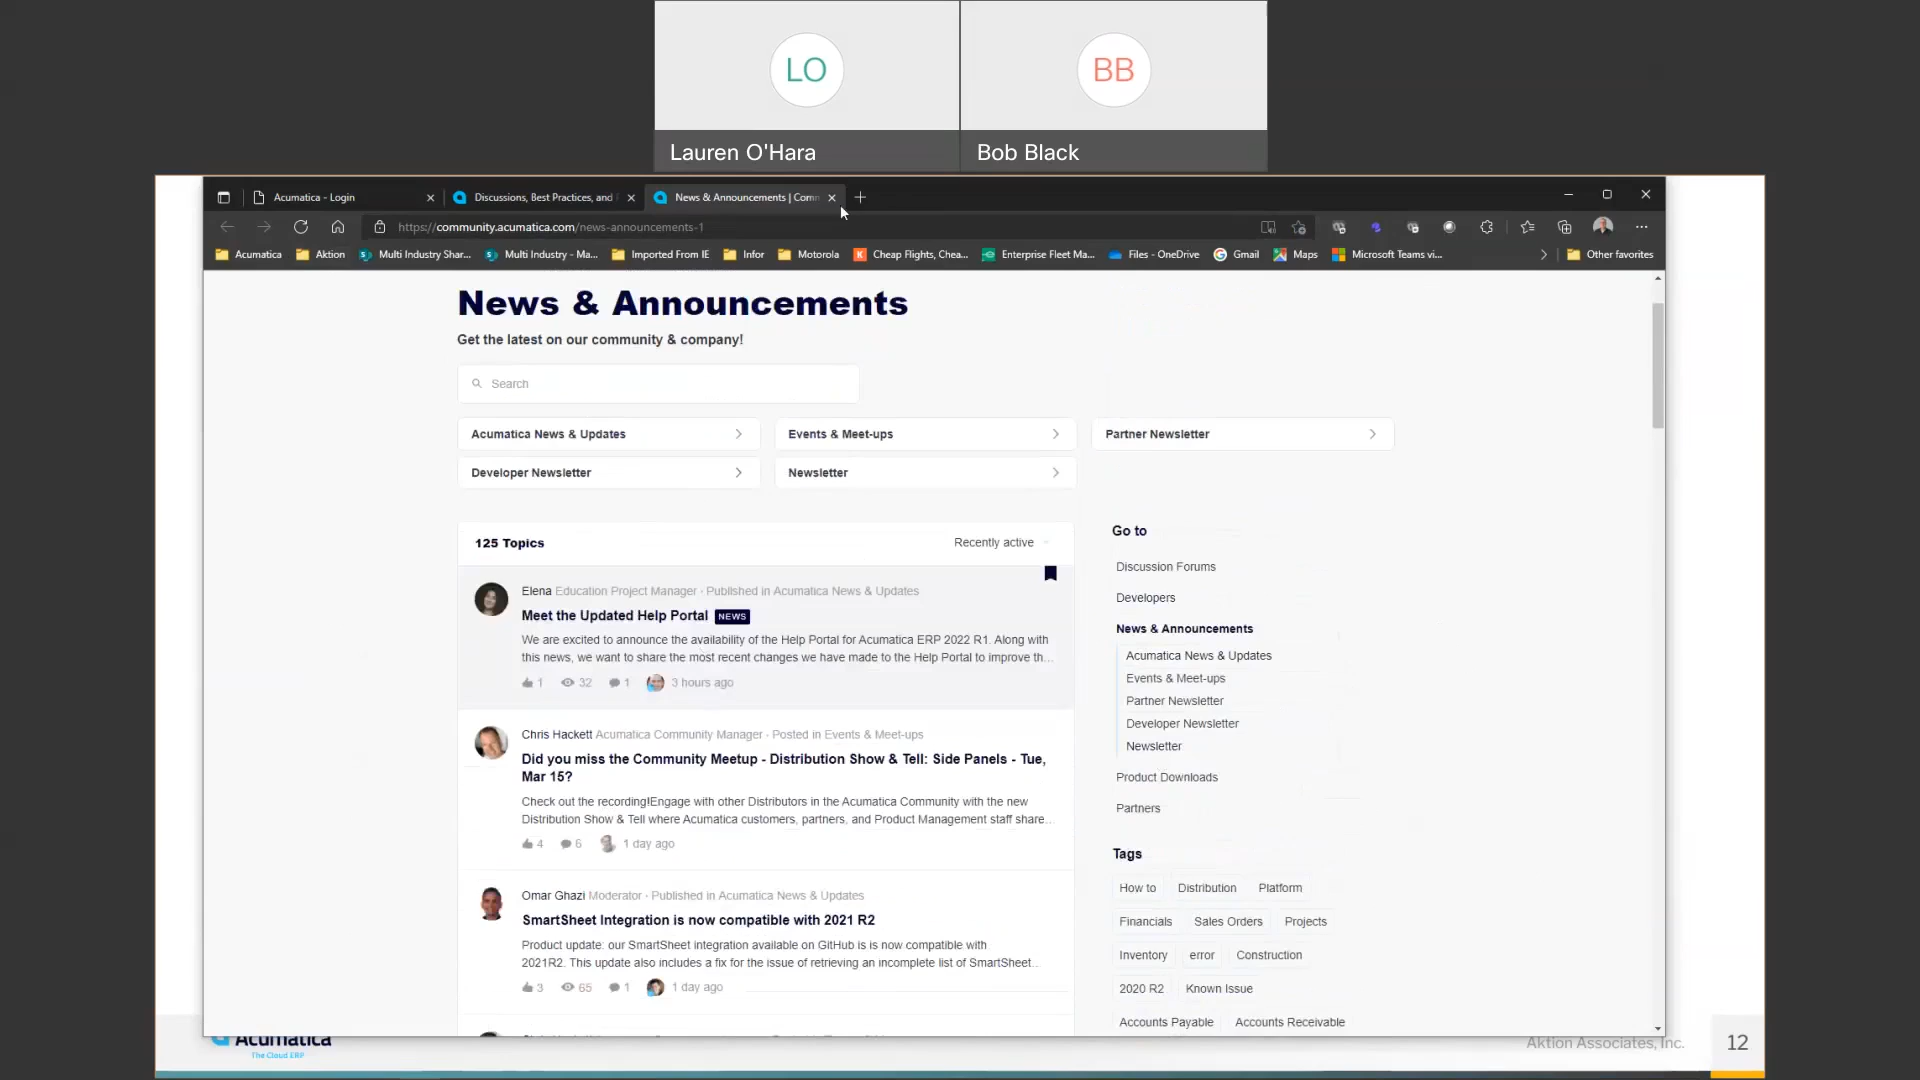 LO
BB
Lauren O'Hara
Bob Black
Acumatica - Login
Discussions, Best Practices, and
News & Announcements | Com
https://community.acumatica.com/news-announcements-1
Acumatica
Aktion
Multi Industry Shar...
Multi Industry - Ma...
Imported From IE
Infor
Motorola
Cheap Flights, Chea...
Enterprise Fleet Ma...
Files - OneDrive
Gmail
Maps
Microsoft Teams vi...
Other favorites
News & Announcements
Get the latest on our community & company!
Search
Acumatica News & Updates
Events & Meet-ups
Partner Newsletter
Developer Newsletter
Newsletter
125 Topics
Recently active
Elena Education Project Manager · Published in Acumatica News & Updates
Meet the Updated Help Portal NEWS
We are excited to announce the availability of the Help Portal for Acumatica ERP 2022 R1. Along with
this news, we want to share the most recent changes we have made to the Help Portal to improve th...
1 32 1 3 hours ago
Chris Hackett Acumatica Community Manager · Posted in Events & Meet-ups
Did you miss the Community Meetup - Distribution Show & Tell: Side Panels - Tue,
Mar 15?
Check out the recording!Engage with other Distributors in the Acumatica Community with the new
Distribution Show & Tell where Acumatica customers, partners, and Product Management staff share...
4 6 1 day ago
Omar Ghazi Moderator · Published in Acumatica News & Updates
SmartSheet Integration is now compatible with 2021 R2
Product update: our SmartSheet integration available on GitHub is is now compatible with
2021R2. This update also includes a fix for the issue of retrieving an incomplete list of SmartSheet...
3 65 1 1 day ago
Go to
Discussion Forums
Developers
News & Announcements
Acumatica News & Updates
Events & Meet-ups
Partner Newsletter
Developer Newsletter
Newsletter
Product Downloads
Partners
Tags
How to Distribution Platform
Financials Sales Orders Projects
Inventory error Construction
2020 R2 Known Issue
Accounts Payable Accounts Receivable
Acumatica
The Cloud ERP
Aktion Associates, Inc.
12